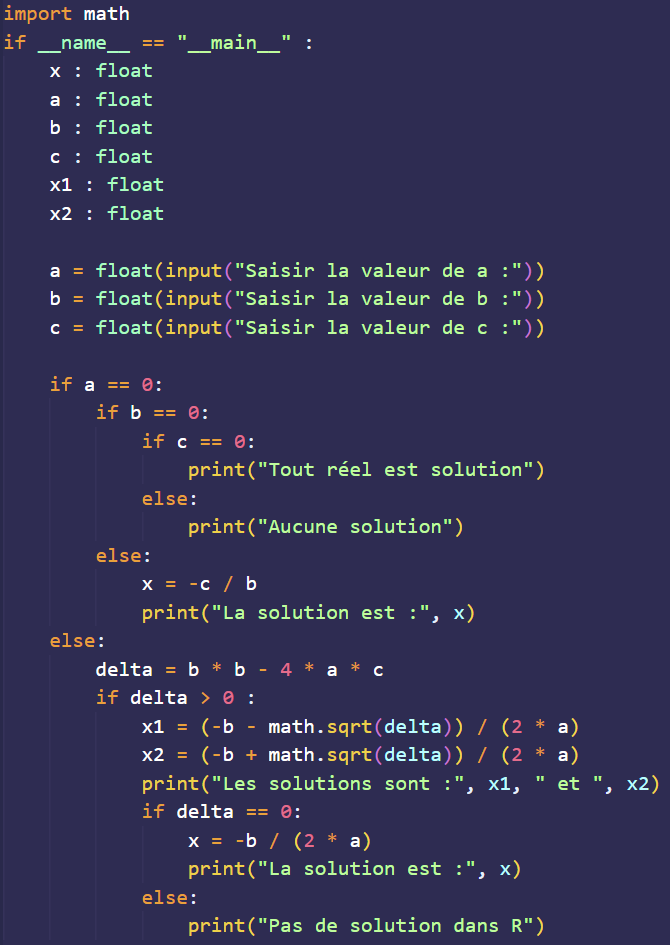 import math
if __name__ == "__main__" :
    x : float
    a : float
    b : float
    c : float
    x1 : float
    x2 : float

    a = float(input("Saisir la valeur de a :"))
    b = float(input("Saisir la valeur de b :"))
    c = float(input("Saisir la valeur de c :"))

    if a == 0:
        if b == 0:
            if c == 0:
                print("Tout réel est solution")
            else:
                print("Aucune solution")
        else:
            x = -c / b
            print("La solution est :", x)
    else:
        delta = b * b - 4 * a * c
        if delta > 0 :
            x1 = (-b - math.sqrt(delta)) / (2 * a)
            x2 = (-b + math.sqrt(delta)) / (2 * a)
            print("Les solutions sont :", x1, " et ", x2)
            if delta == 0:
                x = -b / (2 * a)
                print("La solution est :", x)
            else:
                print("Pas de solution dans R")